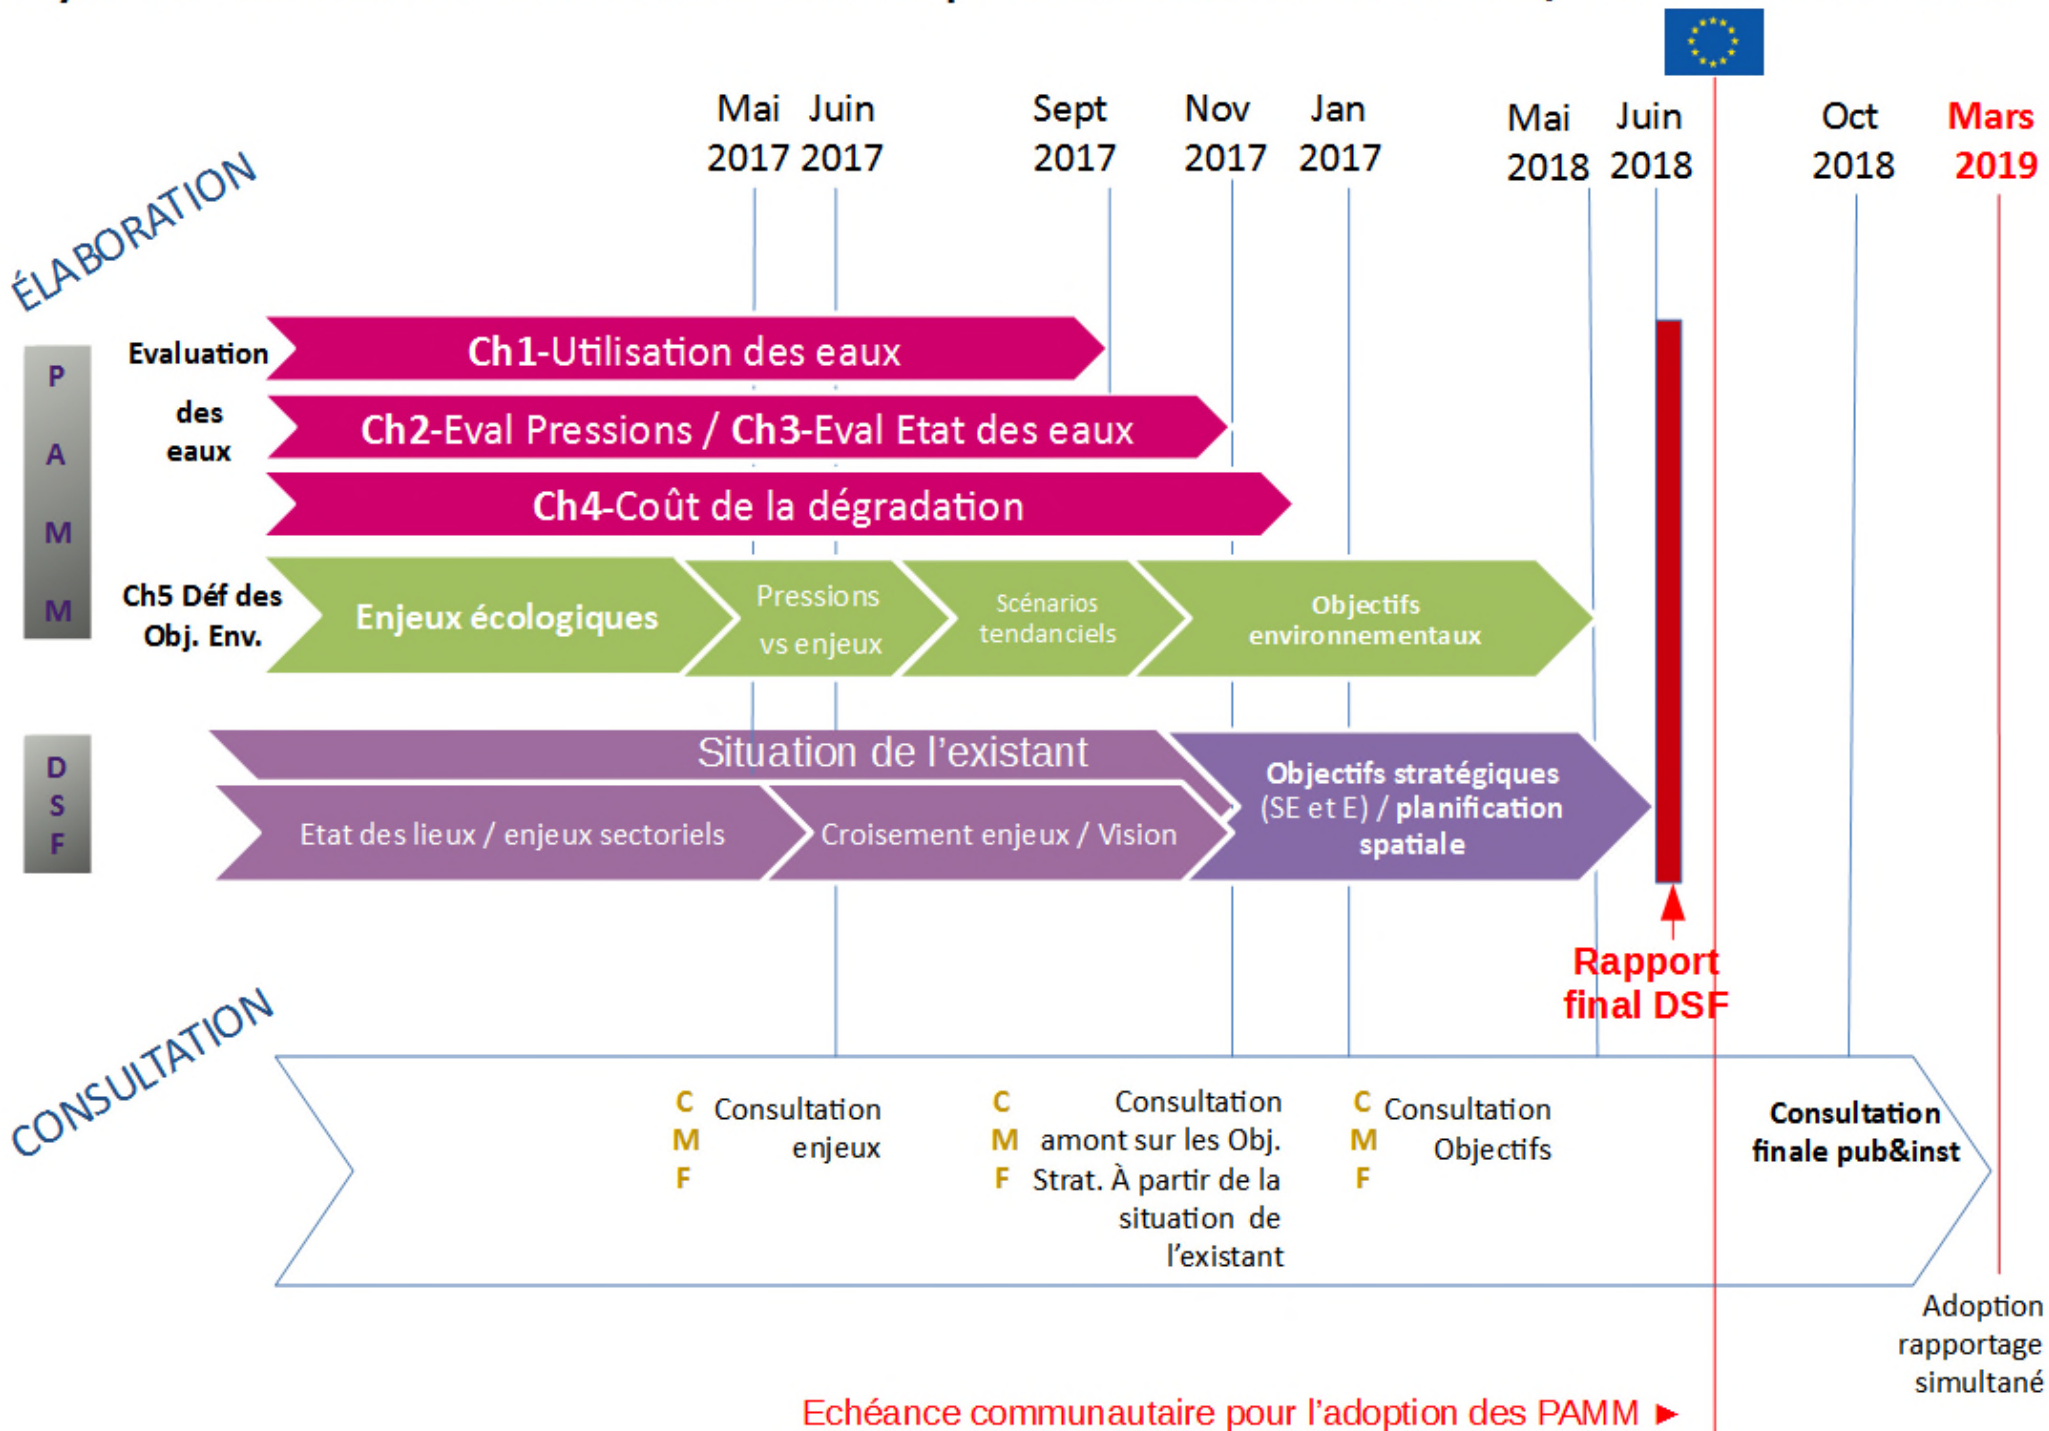 Mai Juin Sept Nov Jan Mai Juin Oct Mars
2017 2017 2017 2017 2017 2018 2018 2018 2019
ÉLABORATION
P
A
M
M
Evaluation
des
eaux
Ch1-Utilisation des eaux
Ch2-Eval Pressions / Ch3-Eval Etat des eaux
Ch4-Coût de la dégradation
Ch5 Déf des
Obj. Env.
Enjeux écologiques
Pressions
vs enjeux
Scénarios
tendanciels
Objectifs
environnementaux
D
S
F
Situation de l’existant
Etat des lieux / enjeux sectoriels
Croisement enjeux / Vision
Objectifs stratégiques
(SE et E) / planification
spatiale
Rapport
final DSF
CONSULTATION
C
M
F
Consultation
enjeux
C
M
F
Consultation
amont sur les Obj.
Strat. À partir de la
situation de
l’existant
C
M
F
Consultation
Objectifs
Consultation
finale pub&inst
Adoption
rapportage
simultané
Echéance communautaire pour l’adoption des PAMM ►